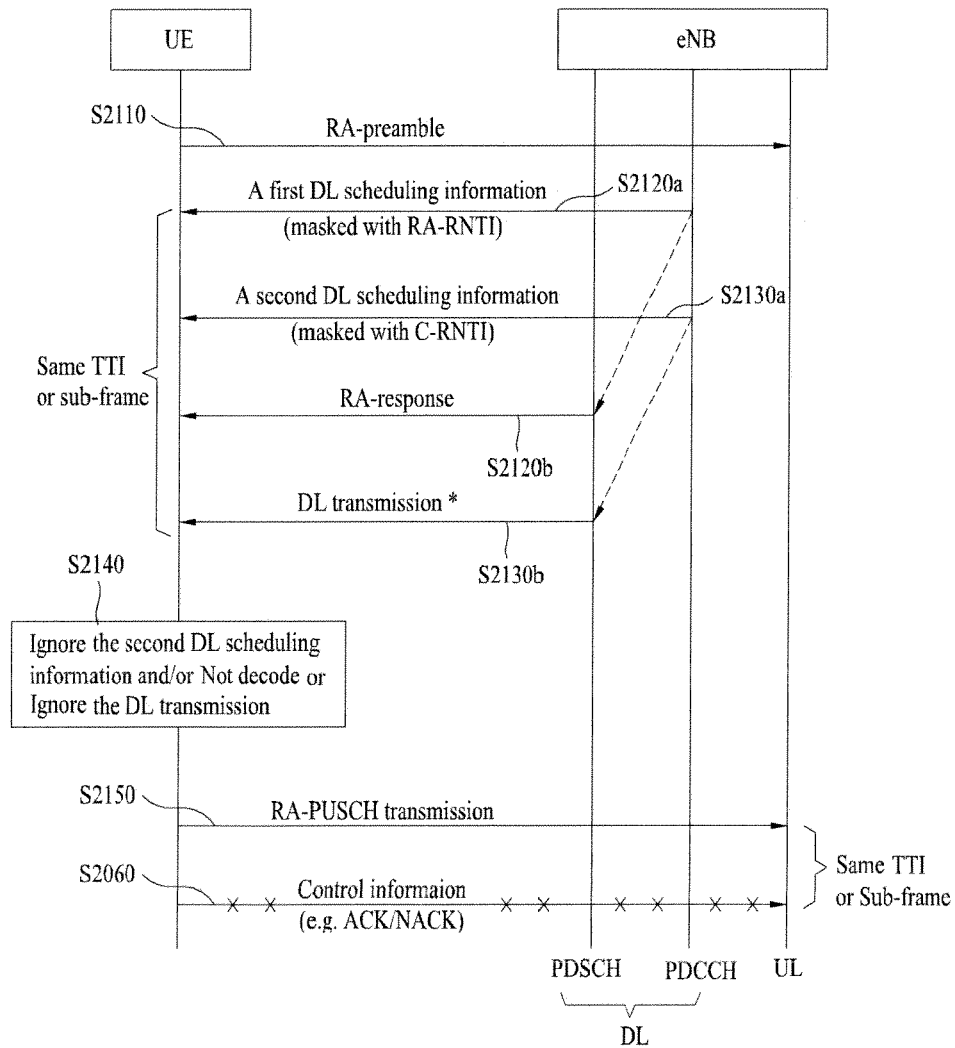 UE
eNB
S2110
RA-preamble
A first DL scheduling information
S2120a
(masked with RA-RNTI)
A second DL scheduling information
S2130a
(masked with C-RNTI)
Same TTI
or sub-frame
RA-response
S2120b
DL transmission *
S2130b
S2140
Ignore the second DL scheduling
information and/or Not decode or
Ignore the DL transmission
S2150
RA-PUSCH transmission
S2060
Control informaion
(e.g. ACK/NACK)
Same TTI
or Sub-frame
PDSCH
PDCCH
UL
DL